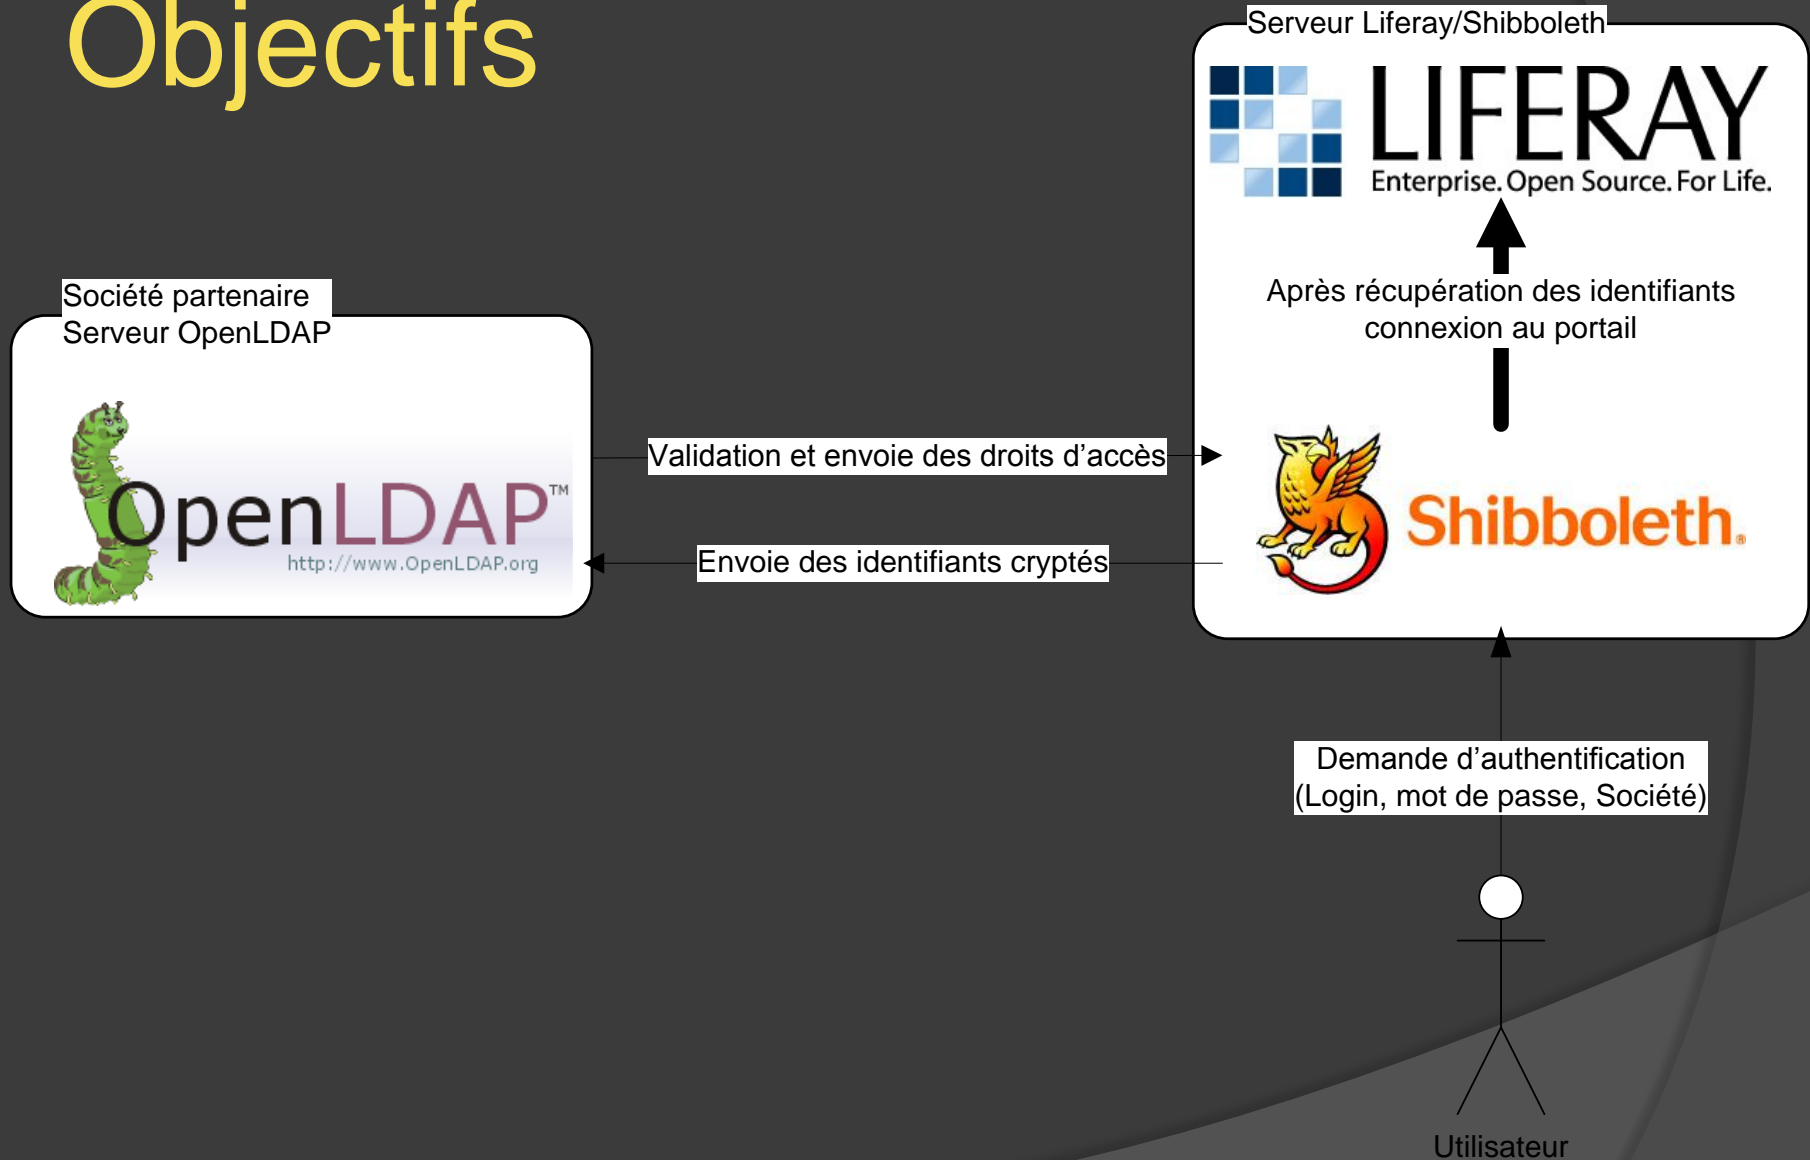 Objectifs
Serveur Liferay/Shibboleth
LIFERAY
Enterprise. Open Source. For Life.
Après récupération des identifiants
connexion au portail
Société partenaire
Serveur OpenLDAP
OpenLDAP™
http://www.OpenLDAP.org
Validation et envoie des droits d’accès
Envoie des identifiants cryptés
Shibboleth®
Demande d’authentification
(Login, mot de passe, Société)
Utilisateur